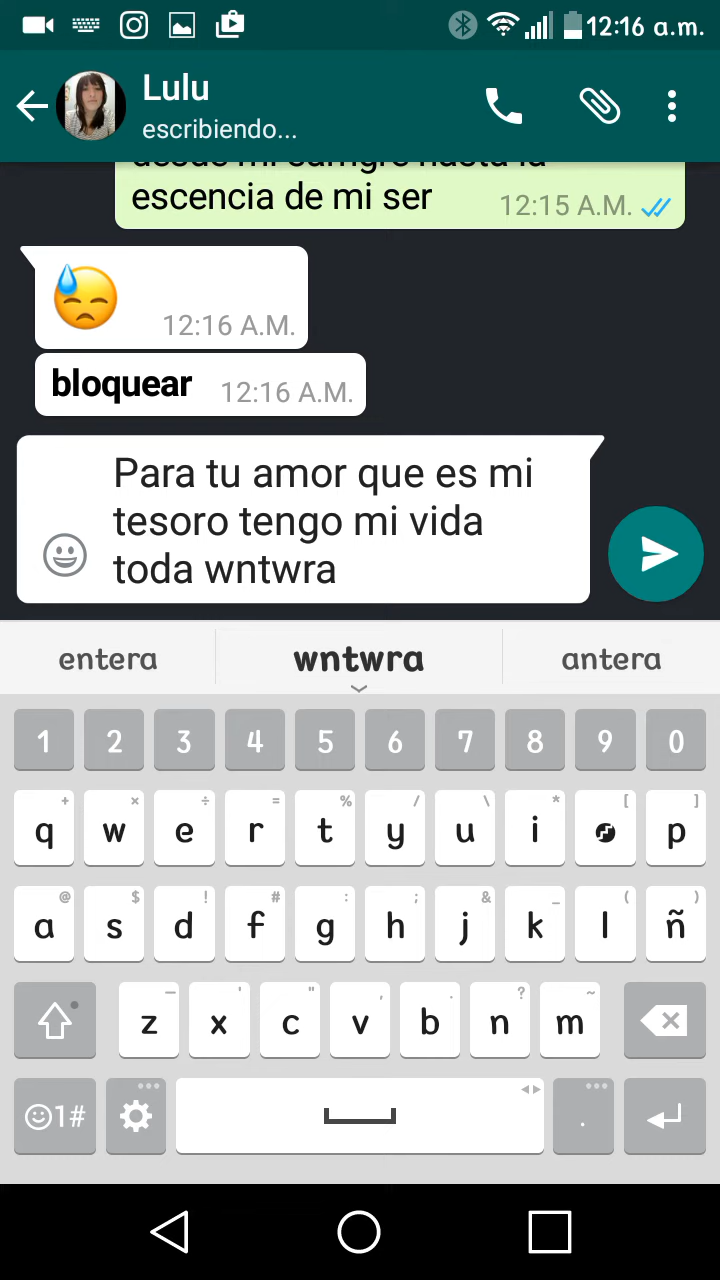 12:16 a.m.
Lulu
escribiendo...
escencia de mi ser
12:15 A.M.
12:16 A.M.
bloquear 12:16 A.M.
Para tu amor que es mi
tesoro tengo mi vida
toda wntwra
entera wntwra antera
1 2 3 4 5 6 7 8 9 0
+ × ÷ = % / \ * [ ]
q w e r t y u i p
@ $ ! # : ; & _ ( )
a s d f g h j k l ñ
– ' " , . ? ~
z x c v b n m
1# .